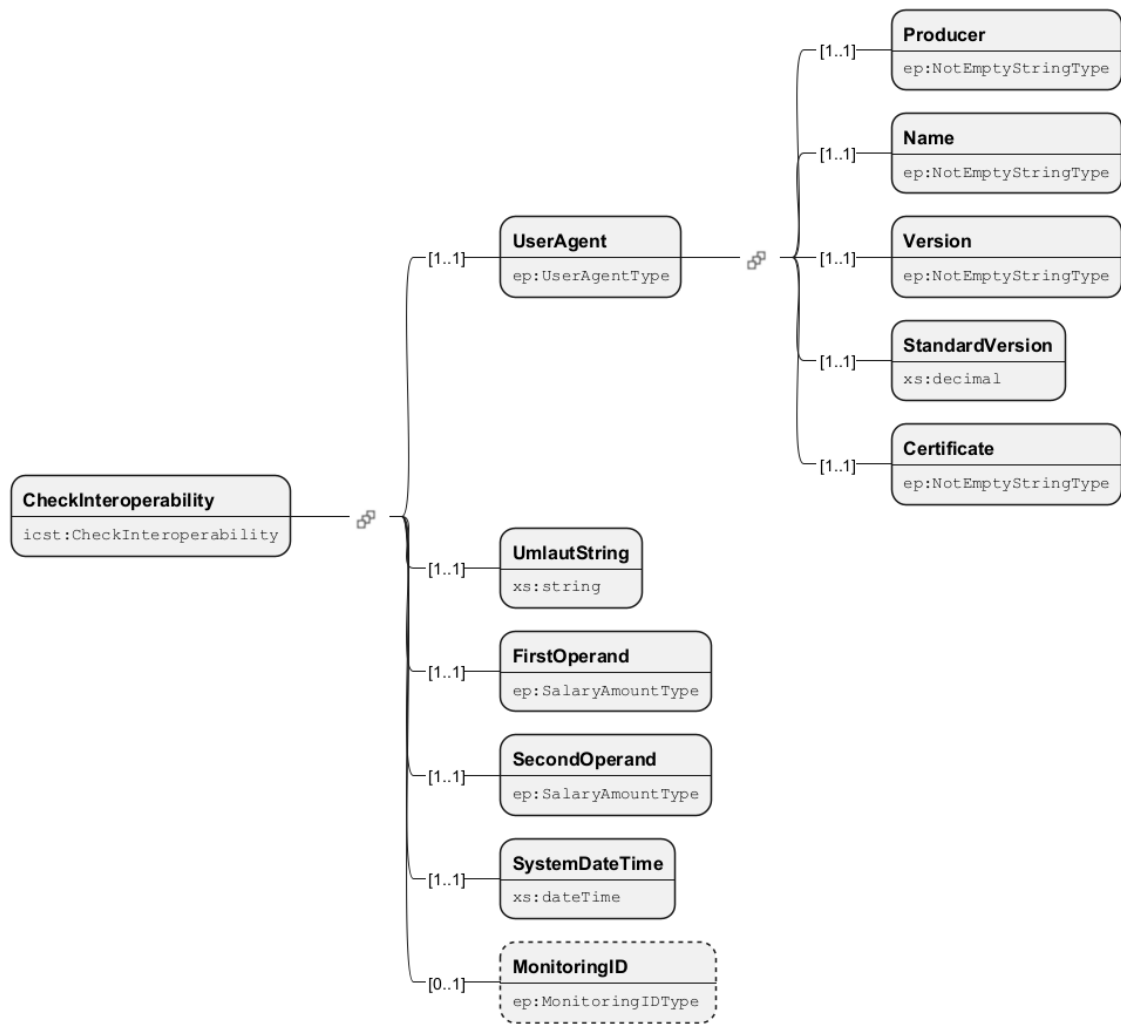 [1..1]
Producer
ep:NotEmptyStringType
[1..1]
Name
ep:NotEmptyStringType
[1..1]
UserAgent
ep:UserAgentType
[1..1]
Version
ep:NotEmptyStringType
[1..1]
StandardVersion
xs:decimal
[1..1]
Certificate
ep:NotEmptyStringType
CheckInteroperability
icst:CheckInteroperability
[1..1]
UmlautString
xs:string
[1..1]
FirstOperand
ep:SalaryAmountType
[1..1]
SecondOperand
ep:SalaryAmountType
[1..1]
SystemDateTime
xs:dateTime
[0..1]
MonitoringID
ep:MonitoringIDType